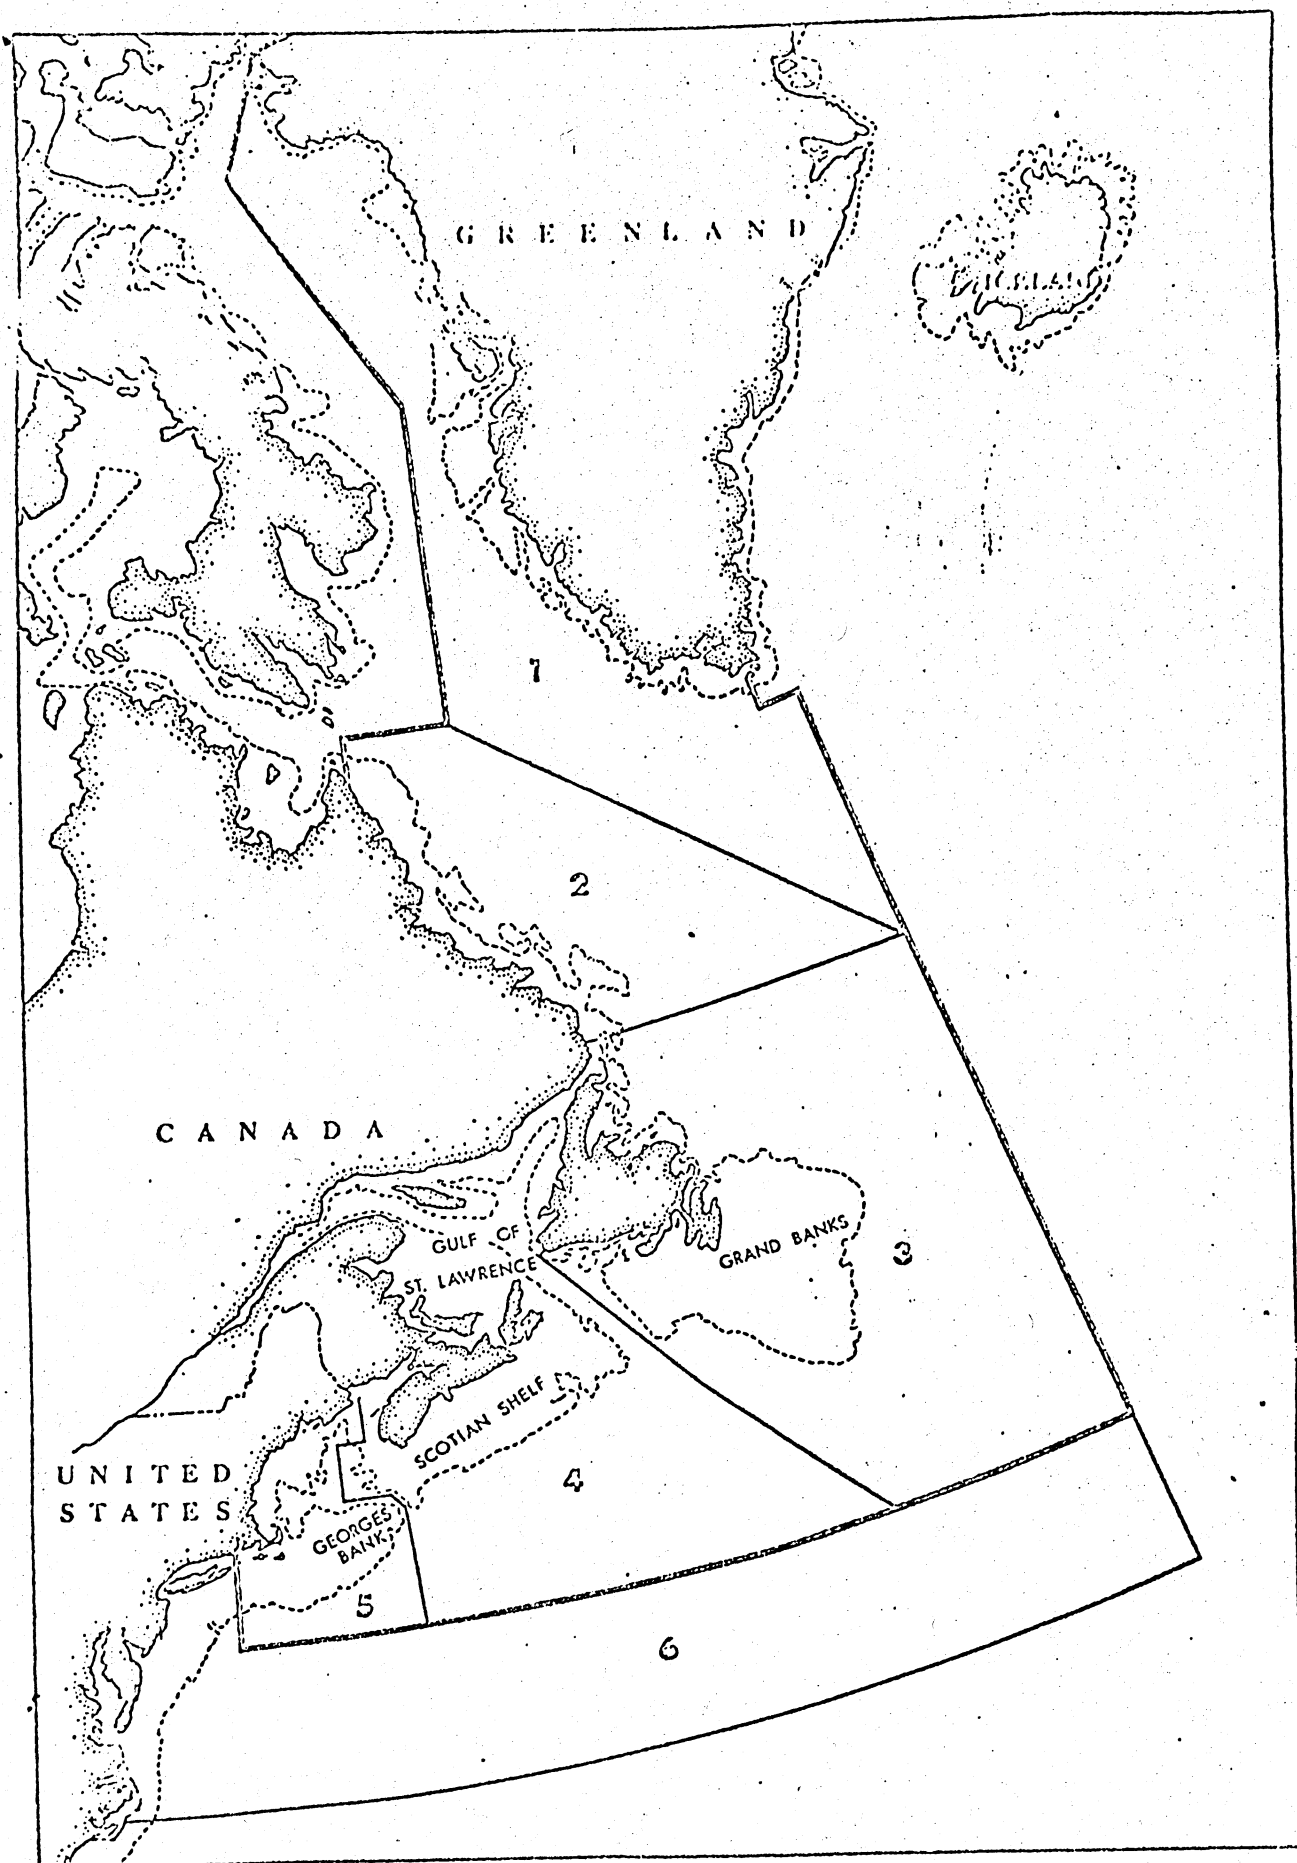 GREENLAND
ICELAND
1
2
CANADA
GULF OF
ST. LAWRENCE
GRAND BANKS
3
SCOTIAN SHELF
UNITED
STATES
4
GEORGES
BANK
5
6